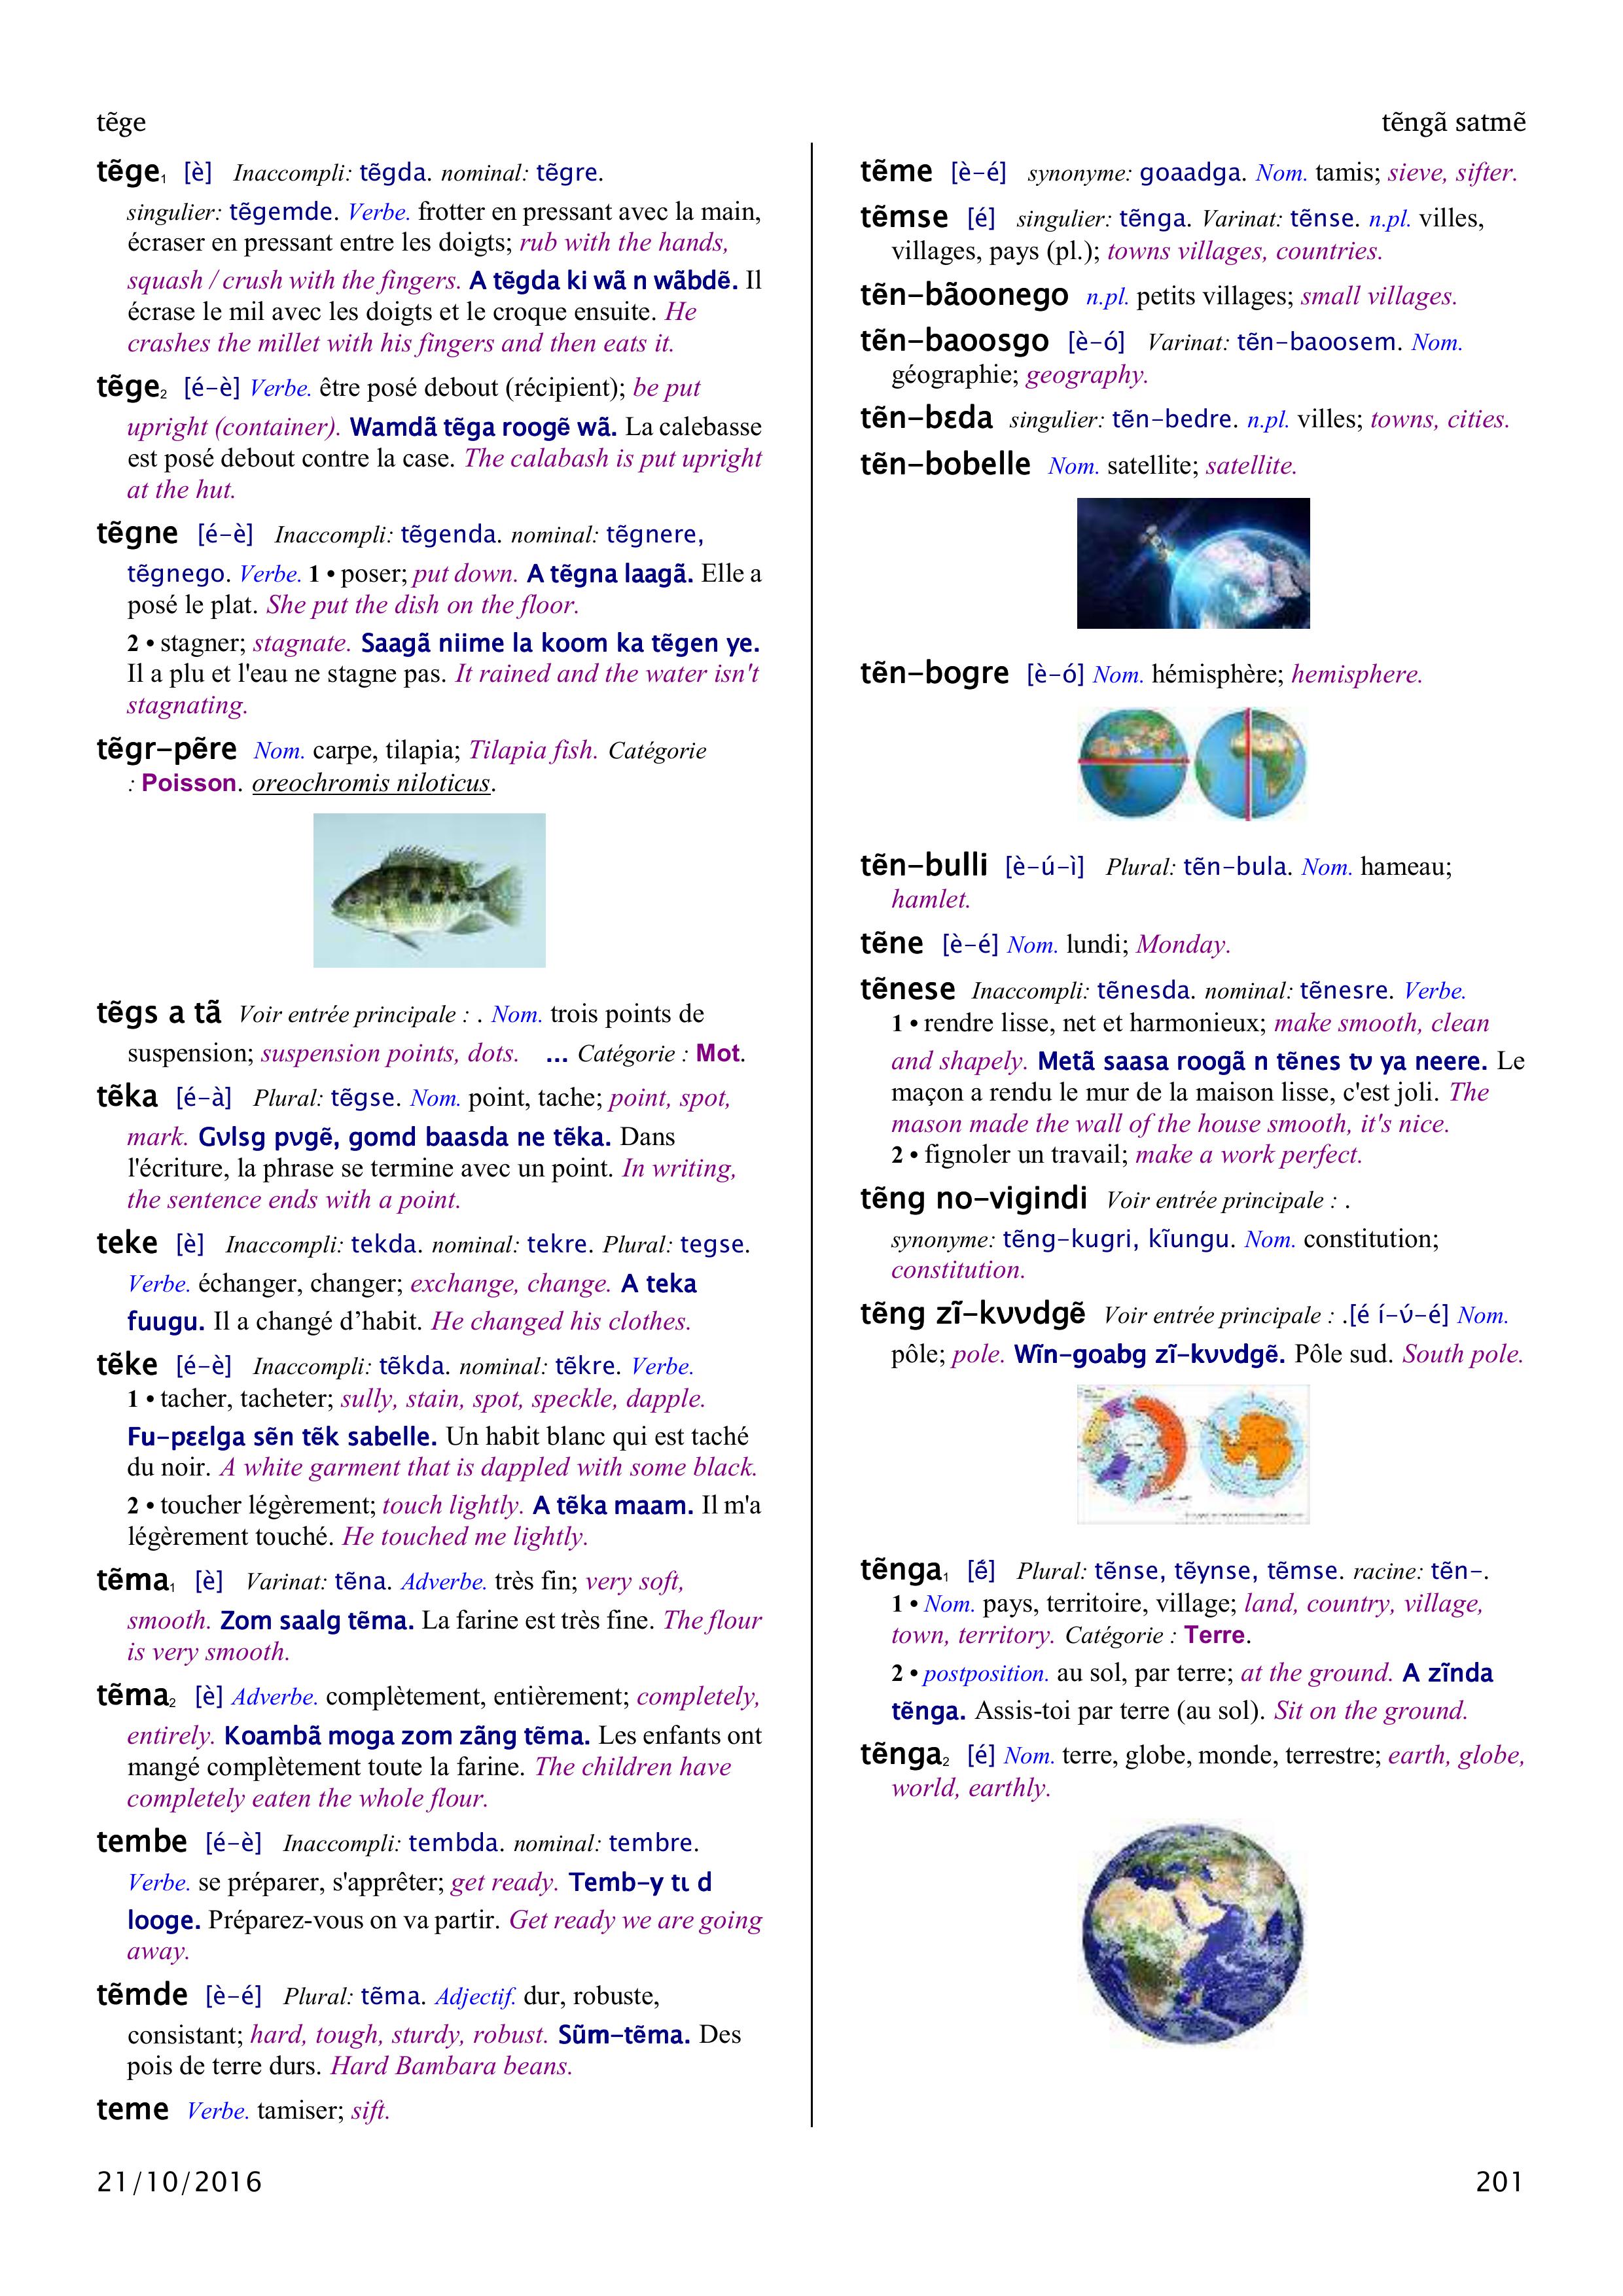 tẽge
tẽngã satmẽ
tẽge₁ [è] Inaccompli: tẽgda. nominal: tẽgre.
singulier: tẽgemde. Verbe. frotter en pressant avec la main,
écraser en pressant entre les doigts; rub with the hands,
squash / crush with the fingers. A tẽgda ki wã n wãbdẽ. Il
écrase le mil avec les doigts et le croque ensuite. He
crashes the millet with his fingers and then eats it.
tẽge₂ [é-è] Verbe. être posé debout (récipient); be put
upright (container). Wamdã tẽga roogẽ wã. La calebasse
est posé debout contre la case. The calabash is put upright
at the hut.
tẽgne [é-è] Inaccompli: tẽgenda. nominal: tẽgnere,
tẽgnego. Verbe. 1 • poser; put down. A tẽgna laagã. Elle a
posé le plat. She put the dish on the floor.
2 • stagner; stagnate. Saagã niime la koom ka tẽgen ye.
Il a plu et l'eau ne stagne pas. It rained and the water isn't
stagnating.
tẽgr-pẽre Nom. carpe, tilapia; Tilapia fish. Catégorie
: Poisson. oreochromis niloticus.
tẽgs a tã Voir entrée principale : . Nom. trois points de
suspension; suspension points, dots. ... Catégorie : Mot.
tẽka [é-à] Plural: tẽgse. Nom. point, tache; point, spot,
mark. Gʋlsg pʋgẽ, gomd baasda ne tẽka. Dans
l'écriture, la phrase se termine avec un point. In writing,
the sentence ends with a point.
teke [è] Inaccompli: tekda. nominal: tekre. Plural: tegse.
Verbe. échanger, changer; exchange, change. A teka
fuugu. Il a changé d’habit. He changed his clothes.
tẽke [é-è] Inaccompli: tẽkda. nominal: tẽkre. Verbe.
1 • tacher, tacheter; sully, stain, spot, speckle, dapple.
Fu-pɛɛlga sẽn tẽk sabelle. Un habit blanc qui est taché
du noir. A white garment that is dappled with some black.
2 • toucher légèrement; touch lightly. A tẽka maam. Il m'a
légèrement touché. He touched me lightly.
tẽma₁ [è] Varinat: tẽna. Adverbe. très fin; very soft,
smooth. Zom saalg tẽma. La farine est très fine. The flour
is very smooth.
tẽma₂ [è] Adverbe. complètement, entièrement; completely,
entirely. Koambã moga zom zãng tẽma. Les enfants ont
mangé complètement toute la farine. The children have
completely eaten the whole flour.
tembe [é-è] Inaccompli: tembda. nominal: tembre.
Verbe. se préparer, s'apprêter; get ready. Temb-y tɩ d
looge. Préparez-vous on va partir. Get ready we are going
away.
tẽmde [è-é] Plural: tẽma. Adjectif. dur, robuste,
consistant; hard, tough, sturdy, robust. Sũm-tẽma. Des
pois de terre durs. Hard Bambara beans.
teme Verbe. tamiser; sift.
tẽme [è-é] synonyme: goaadga. Nom. tamis; sieve, sifter.
tẽmse [é] singulier: tẽnga. Varinat: tẽnse. n.pl. villes,
villages, pays (pl.); towns villages, countries.
tẽn-bãoonego n.pl. petits villages; small villages.
tẽn-baoosgo [è-ó] Varinat: tẽn-baoosem. Nom.
géographie; geography.
tẽn-bɛda singulier: tẽn-bedre. n.pl. villes; towns, cities.
tẽn-bobelle Nom. satellite; satellite.
tẽn-bogre [è-ó] Nom. hémisphère; hemisphere.
tẽn-bulli [è-ú-ì] Plural: tẽn-bula. Nom. hameau;
hamlet.
tẽne [è-é] Nom. lundi; Monday.
tẽnese Inaccompli: tẽnesda. nominal: tẽnesre. Verbe.
1 • rendre lisse, net et harmonieux; make smooth, clean
and shapely. Metã saasa roogã n tẽnes tʋ ya neere. Le
maçon a rendu le mur de la maison lisse, c'est joli. The
mason made the wall of the house smooth, it's nice.
2 • fignoler un travail; make a work perfect.
tẽng no-vigindi Voir entrée principale : .
synonyme: tẽng-kugri, kĩungu. Nom. constitution;
constitution.
tẽng zĩ-kʋʋdgẽ Voir entrée principale : .[é í-ʋ́-é] Nom.
pôle; pole. Wĩn-goabg zĩ-kʋʋdgẽ. Pôle sud. South pole.
tẽnga₁ [ẽ́] Plural: tẽnse, tẽynse, tẽmse. racine: tẽn-.
1 • Nom. pays, territoire, village; land, country, village,
town, territory. Catégorie : Terre.
2 • postposition. au sol, par terre; at the ground. A zĩnda
tẽnga. Assis-toi par terre (au sol). Sit on the ground.
tẽnga₂ [é] Nom. terre, globe, monde, terrestre; earth, globe,
world, earthly.
21/10/2016
201